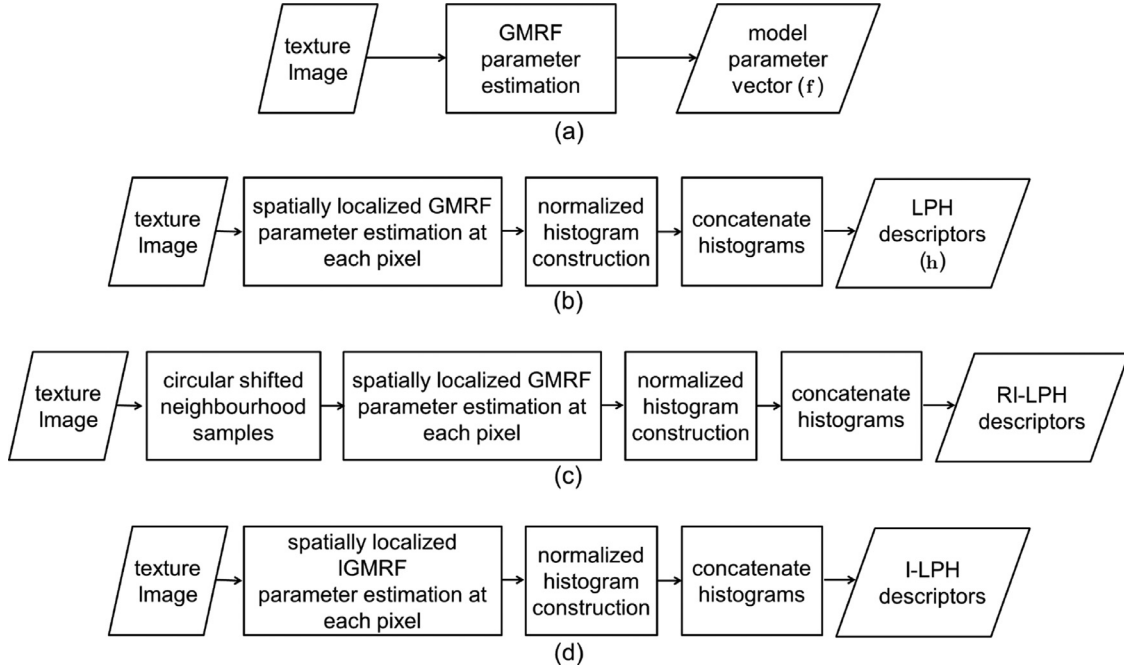 texture
Image
GMRF
parameter
estimation
model
parameter
vector (f)
(a)
texture
Image
spatially localized GMRF
parameter estimation at
each pixel
normalized
histogram
construction
concatenate
histograms
LPH
descriptors
(h)
(b)
texture
Image
circular shifted
neighbourhood
samples
spatially localized GMRF
parameter estimation at
each pixel
normalized
histogram
construction
concatenate
histograms
RI-LPH
descriptors
(c)
texture
Image
spatially localized
IGMRF
parameter estimation at
each pixel
normalized
histogram
construction
concatenate
histograms
I-LPH
descriptors
(d)